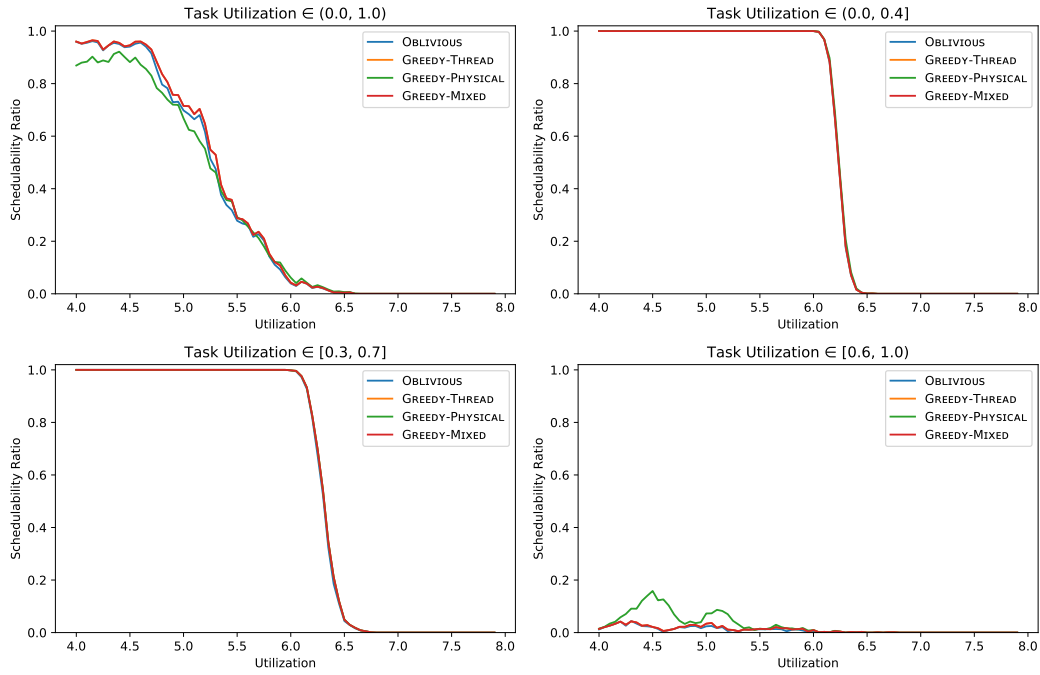 Task Utilization ∈ (0.0, 1.0)
Schedulability Ratio
1.0
0.8
0.6
0.4
0.2
0.0
Oblivious
Greedy-Thread
Greedy-Physical
Greedy-Mixed
4.0 4.5 5.0 5.5 6.0 6.5 7.0 7.5 8.0
Utilization
Task Utilization ∈ (0.0, 0.4]
Schedulability Ratio
1.0
0.8
0.6
0.4
0.2
0.0
Oblivious
Greedy-Thread
Greedy-Physical
Greedy-Mixed
4.0 4.5 5.0 5.5 6.0 6.5 7.0 7.5 8.0
Utilization
Task Utilization ∈ [0.3, 0.7]
Schedulability Ratio
1.0
0.8
0.6
0.4
0.2
0.0
Oblivious
Greedy-Thread
Greedy-Physical
Greedy-Mixed
4.0 4.5 5.0 5.5 6.0 6.5 7.0 7.5 8.0
Utilization
Task Utilization ∈ [0.6, 1.0)
Schedulability Ratio
1.0
0.8
0.6
0.4
0.2
0.0
Oblivious
Greedy-Thread
Greedy-Physical
Greedy-Mixed
4.0 4.5 5.0 5.5 6.0 6.5 7.0 7.5 8.0
Utilization